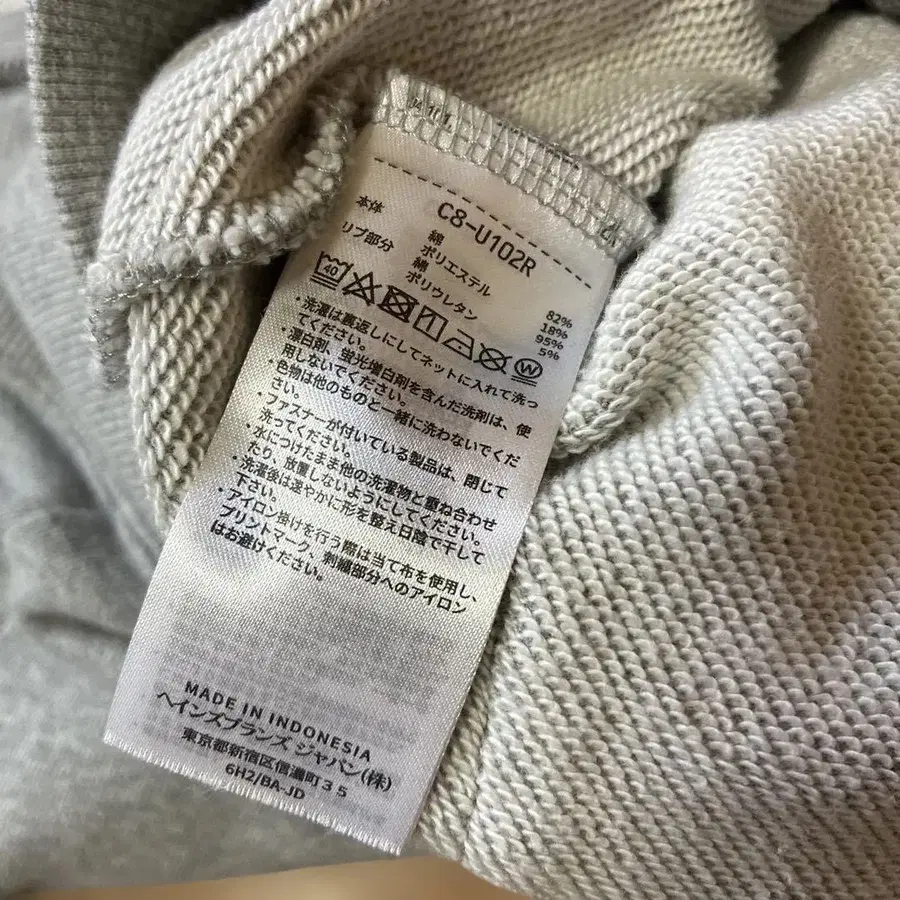 C8-U102R
本体 綿 82%
ポリエステル 18%
リブ部分 綿 95%
ポリウレタン 5%
40
W
・洗濯は裏返しにしてネットに入れて洗っ
てください。
・漂白剤、蛍光増白剤を含んだ洗剤は、使
用しないでください。
・色物は他のものと一緒に洗わないでくだ
さい。
・ファスナーが付いている製品は、閉じて
洗ってください。
・水につけたまま他の洗濯物と重ね合わせ
たり、放置しないようにしてください。
・洗濯後は速やかに形を整え日陰で干して
下さい。
・アイロン掛けを行う際は当て布を使用し、
プリントマーク、刺繍部分へのアイロン
はお避けください。
MADE IN INDONESIA
ヘインズブランズ ジャパン(株)
東京都新宿区信濃町35
6H2/BA-JD